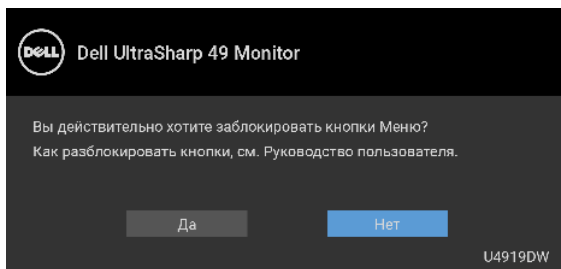 DELL
Dell UltraSharp 49 Monitor
Вы действительно хотите заблокировать кнопки Меню?
Как разблокировать кнопки, см. Руководство пользователя.
Да
Нет
U4919DW